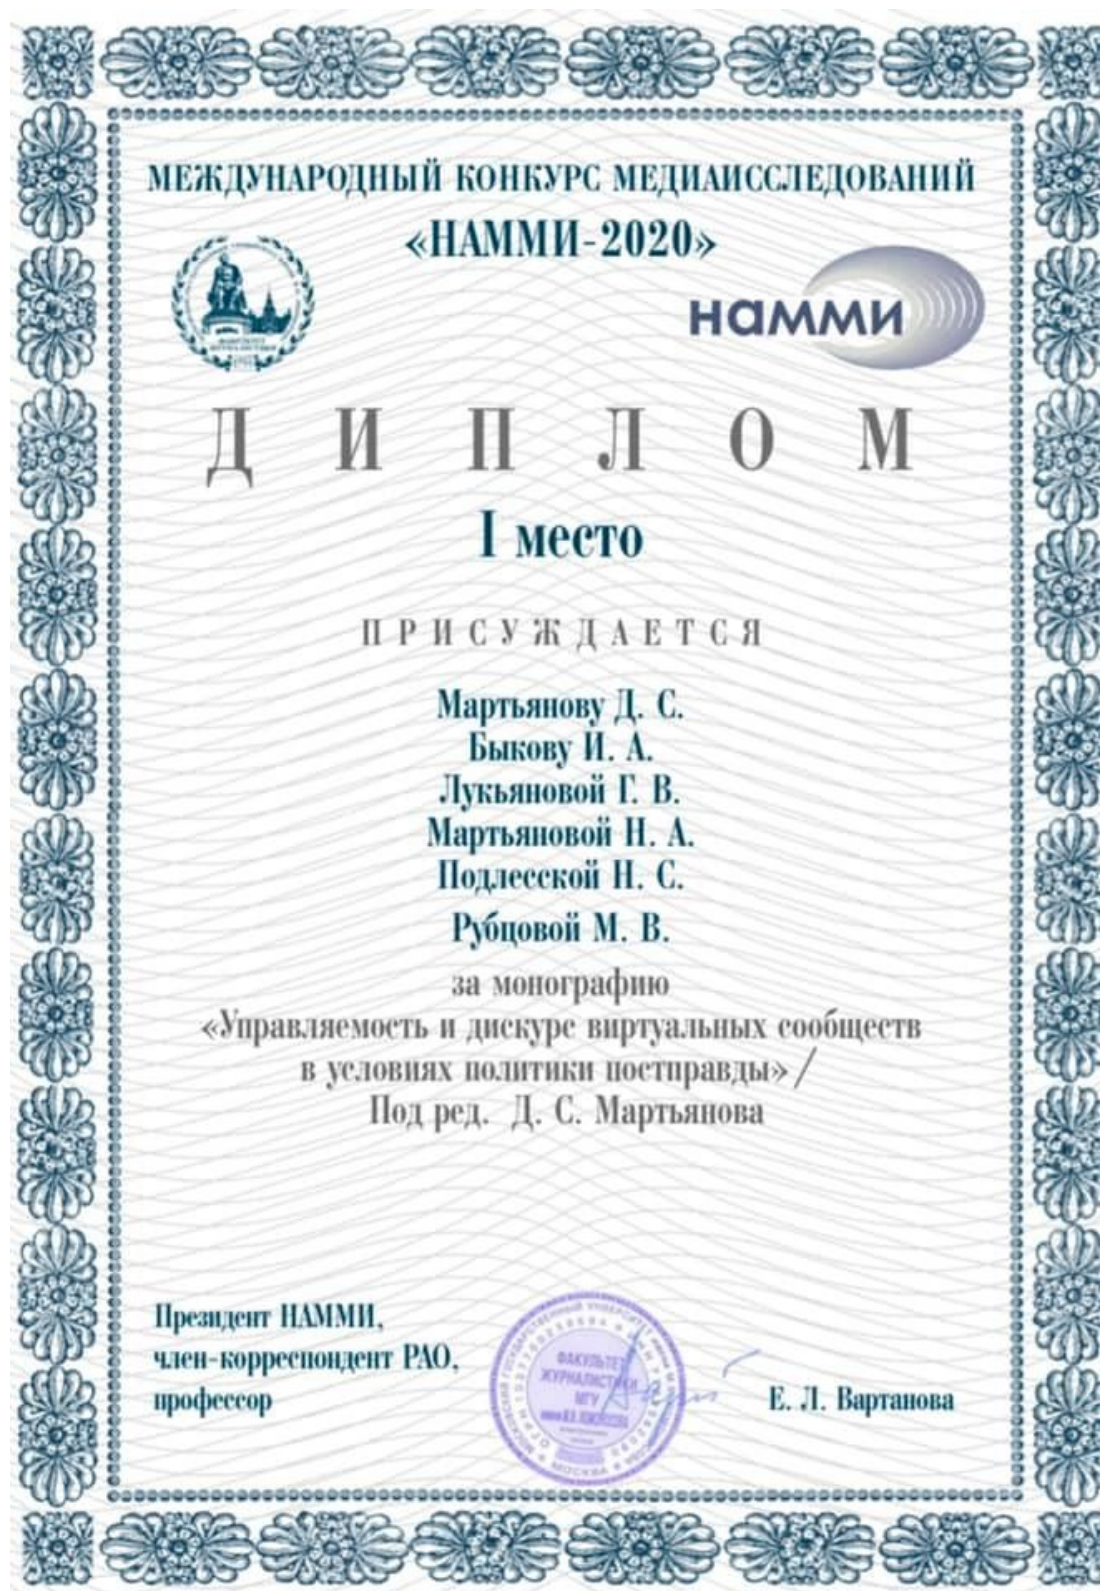 МЕЖДУНАРОДНЫЙ КОНКУРС МЕДИАИССЛЕДОВАНИЙ
«НАММИ-2020»
намми
ДИПЛОМ
I место
ПРИСУЖДАЕТСЯ
Мартьянову Д. С.
Быкову И. А.
Лукьяновой Г. В.
Мартьяновой Н. А.
Подлесской Н. С.
Рубцовой М. В.
за монографию
«Управляемость и дискурс виртуальных сообществ
в условиях политики постправды» /
Под ред. Д. С. Мартьянова
Президент НАММИ,
член-корреспондент РАО,
профессор
ФАКУЛЬТЕТ
ЖУРНАЛИСТИКИ
МГУ
МОСКВА
Е. Л. Вартанова